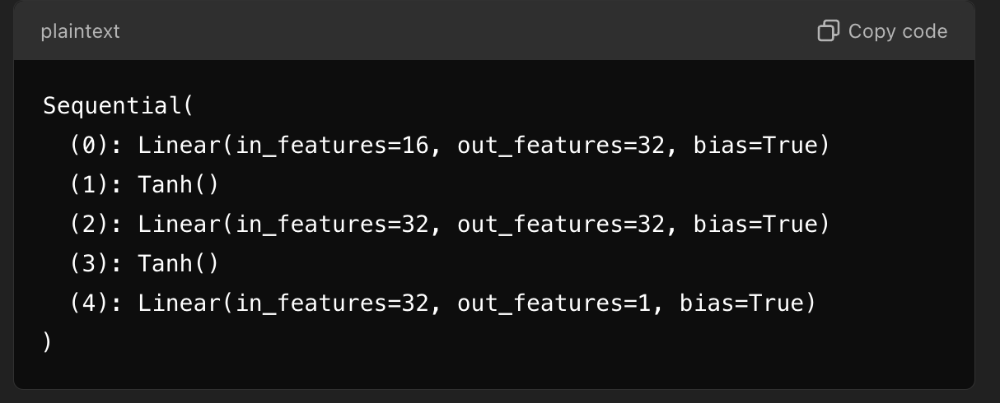 plaintext
Copy code
Sequential(
  (0): Linear(in_features=16, out_features=32, bias=True)
  (1): Tanh()
  (2): Linear(in_features=32, out_features=32, bias=True)
  (3): Tanh()
  (4): Linear(in_features=32, out_features=1, bias=True)
)